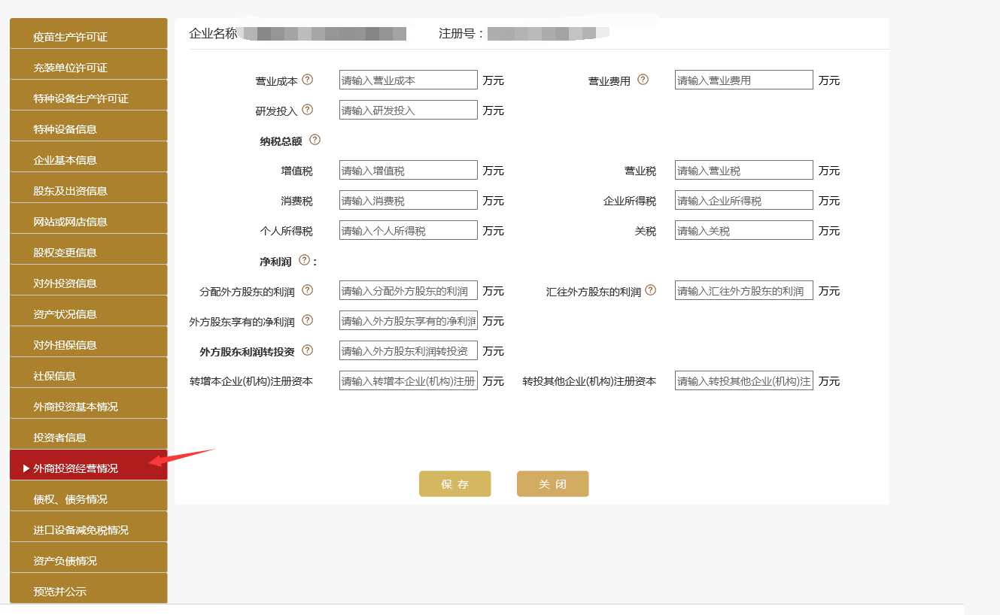 疫苗生产许可证
充装单位许可证
特种设备生产许可证
特种设备信息
企业基本信息
股东及出资信息
网站或网店信息
股权变更信息
对外投资信息
资产状况信息
对外担保信息
社保信息
外商投资基本情况
投资者信息
外商投资经营情况
债权、债务情况
进口设备减免税情况
资产负债情况
预览并公示
企业名称 注册号：
营业成本 ? 请输入营业成本 万元 营业费用 ? 请输入营业费用 万元
研发投入 ? 请输入研发投入 万元
纳税总额 ?
增值税 请输入增值税 万元 营业税 请输入营业税 万元
消费税 请输入消费税 万元 企业所得税 请输入企业所得税 万元
个人所得税 请输入个人所得税 万元 关税 请输入关税 万元
净利润 ? ：
分配外方股东的利润 ? 请输入分配外方股东的利润 万元 汇往外方股东的利润 ? 请输入汇往外方股东的利润 万元
外方股东享有的净利润 ? 请输入外方股东享有的净利润 万元
外方股东利润转投资 ? 请输入外方股东利润转投资 万元
转增本企业(机构)注册资本 请输入转增本企业(机构)注册 万元 转投其他企业(机构)注册资本 请输入转投其他企业(机构)注 万元
保 存 关 闭